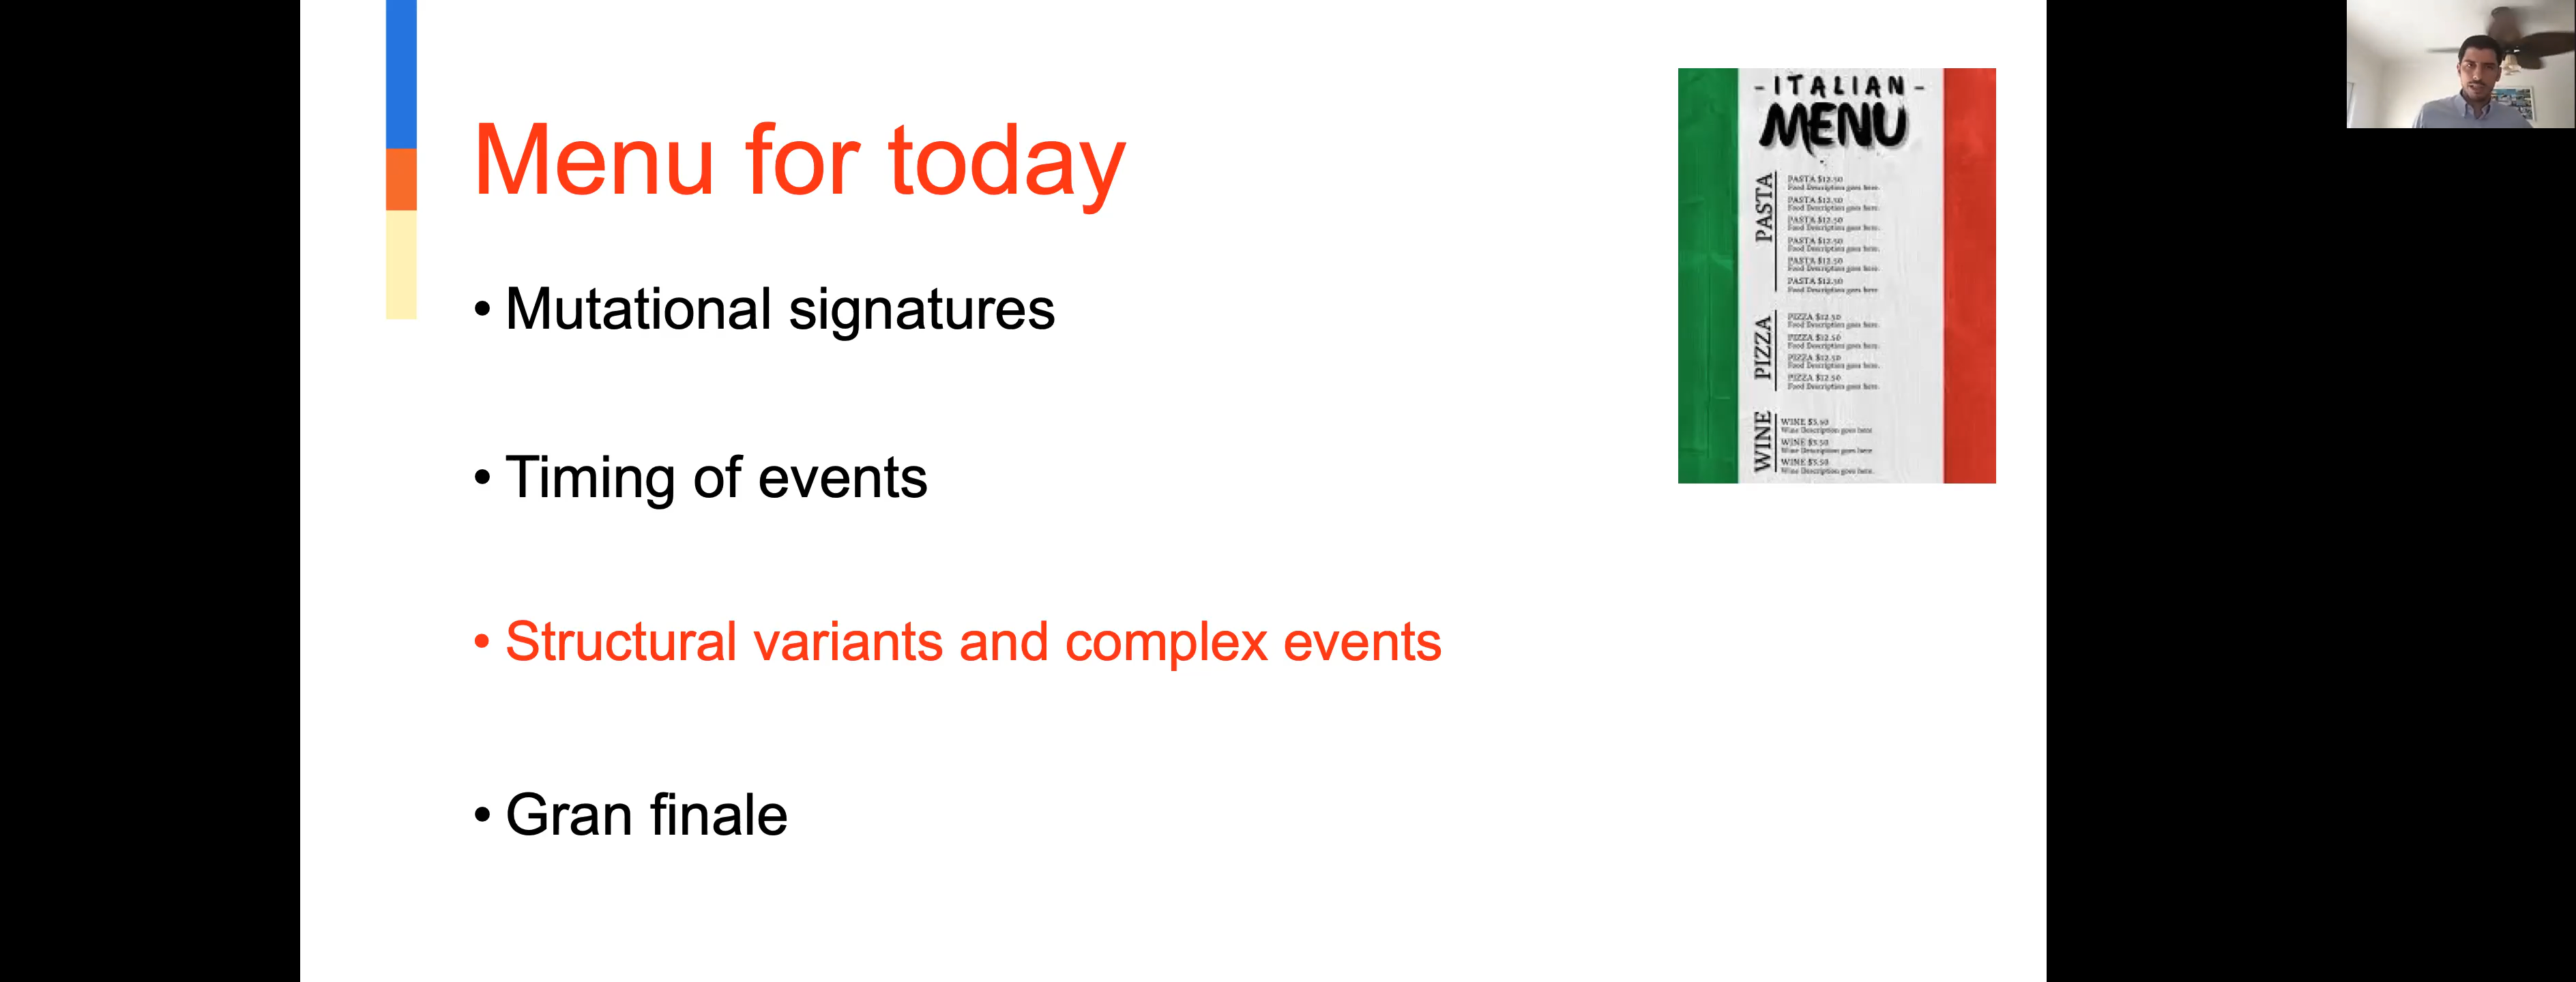 Menu for today
• Mutational signatures
• Timing of events
• Structural variants and complex events
• Gran finale
- ITALIAN -
MENU
PASTA
PASTA $12.50
Food Description goes here.
PASTA $12.50
Food Description goes here.
PASTA $12.50
Food Description goes here.
PASTA $12.50
Food Description goes here.
PASTA $12.50
Food Description goes here.
PASTA $12.50
Food Description goes here
PIZZA
PIZZA $12.50
Food Description goes here.
PIZZA $12.50
Food Description goes here.
PIZZA $12.50
Food Description goes here.
PIZZA $12.50
Food Description goes here.
WINE
WINE $3.50
Wine Description goes here
WINE $3.50
Wine Description goes here
WINE $3.50
Wine Description goes here.